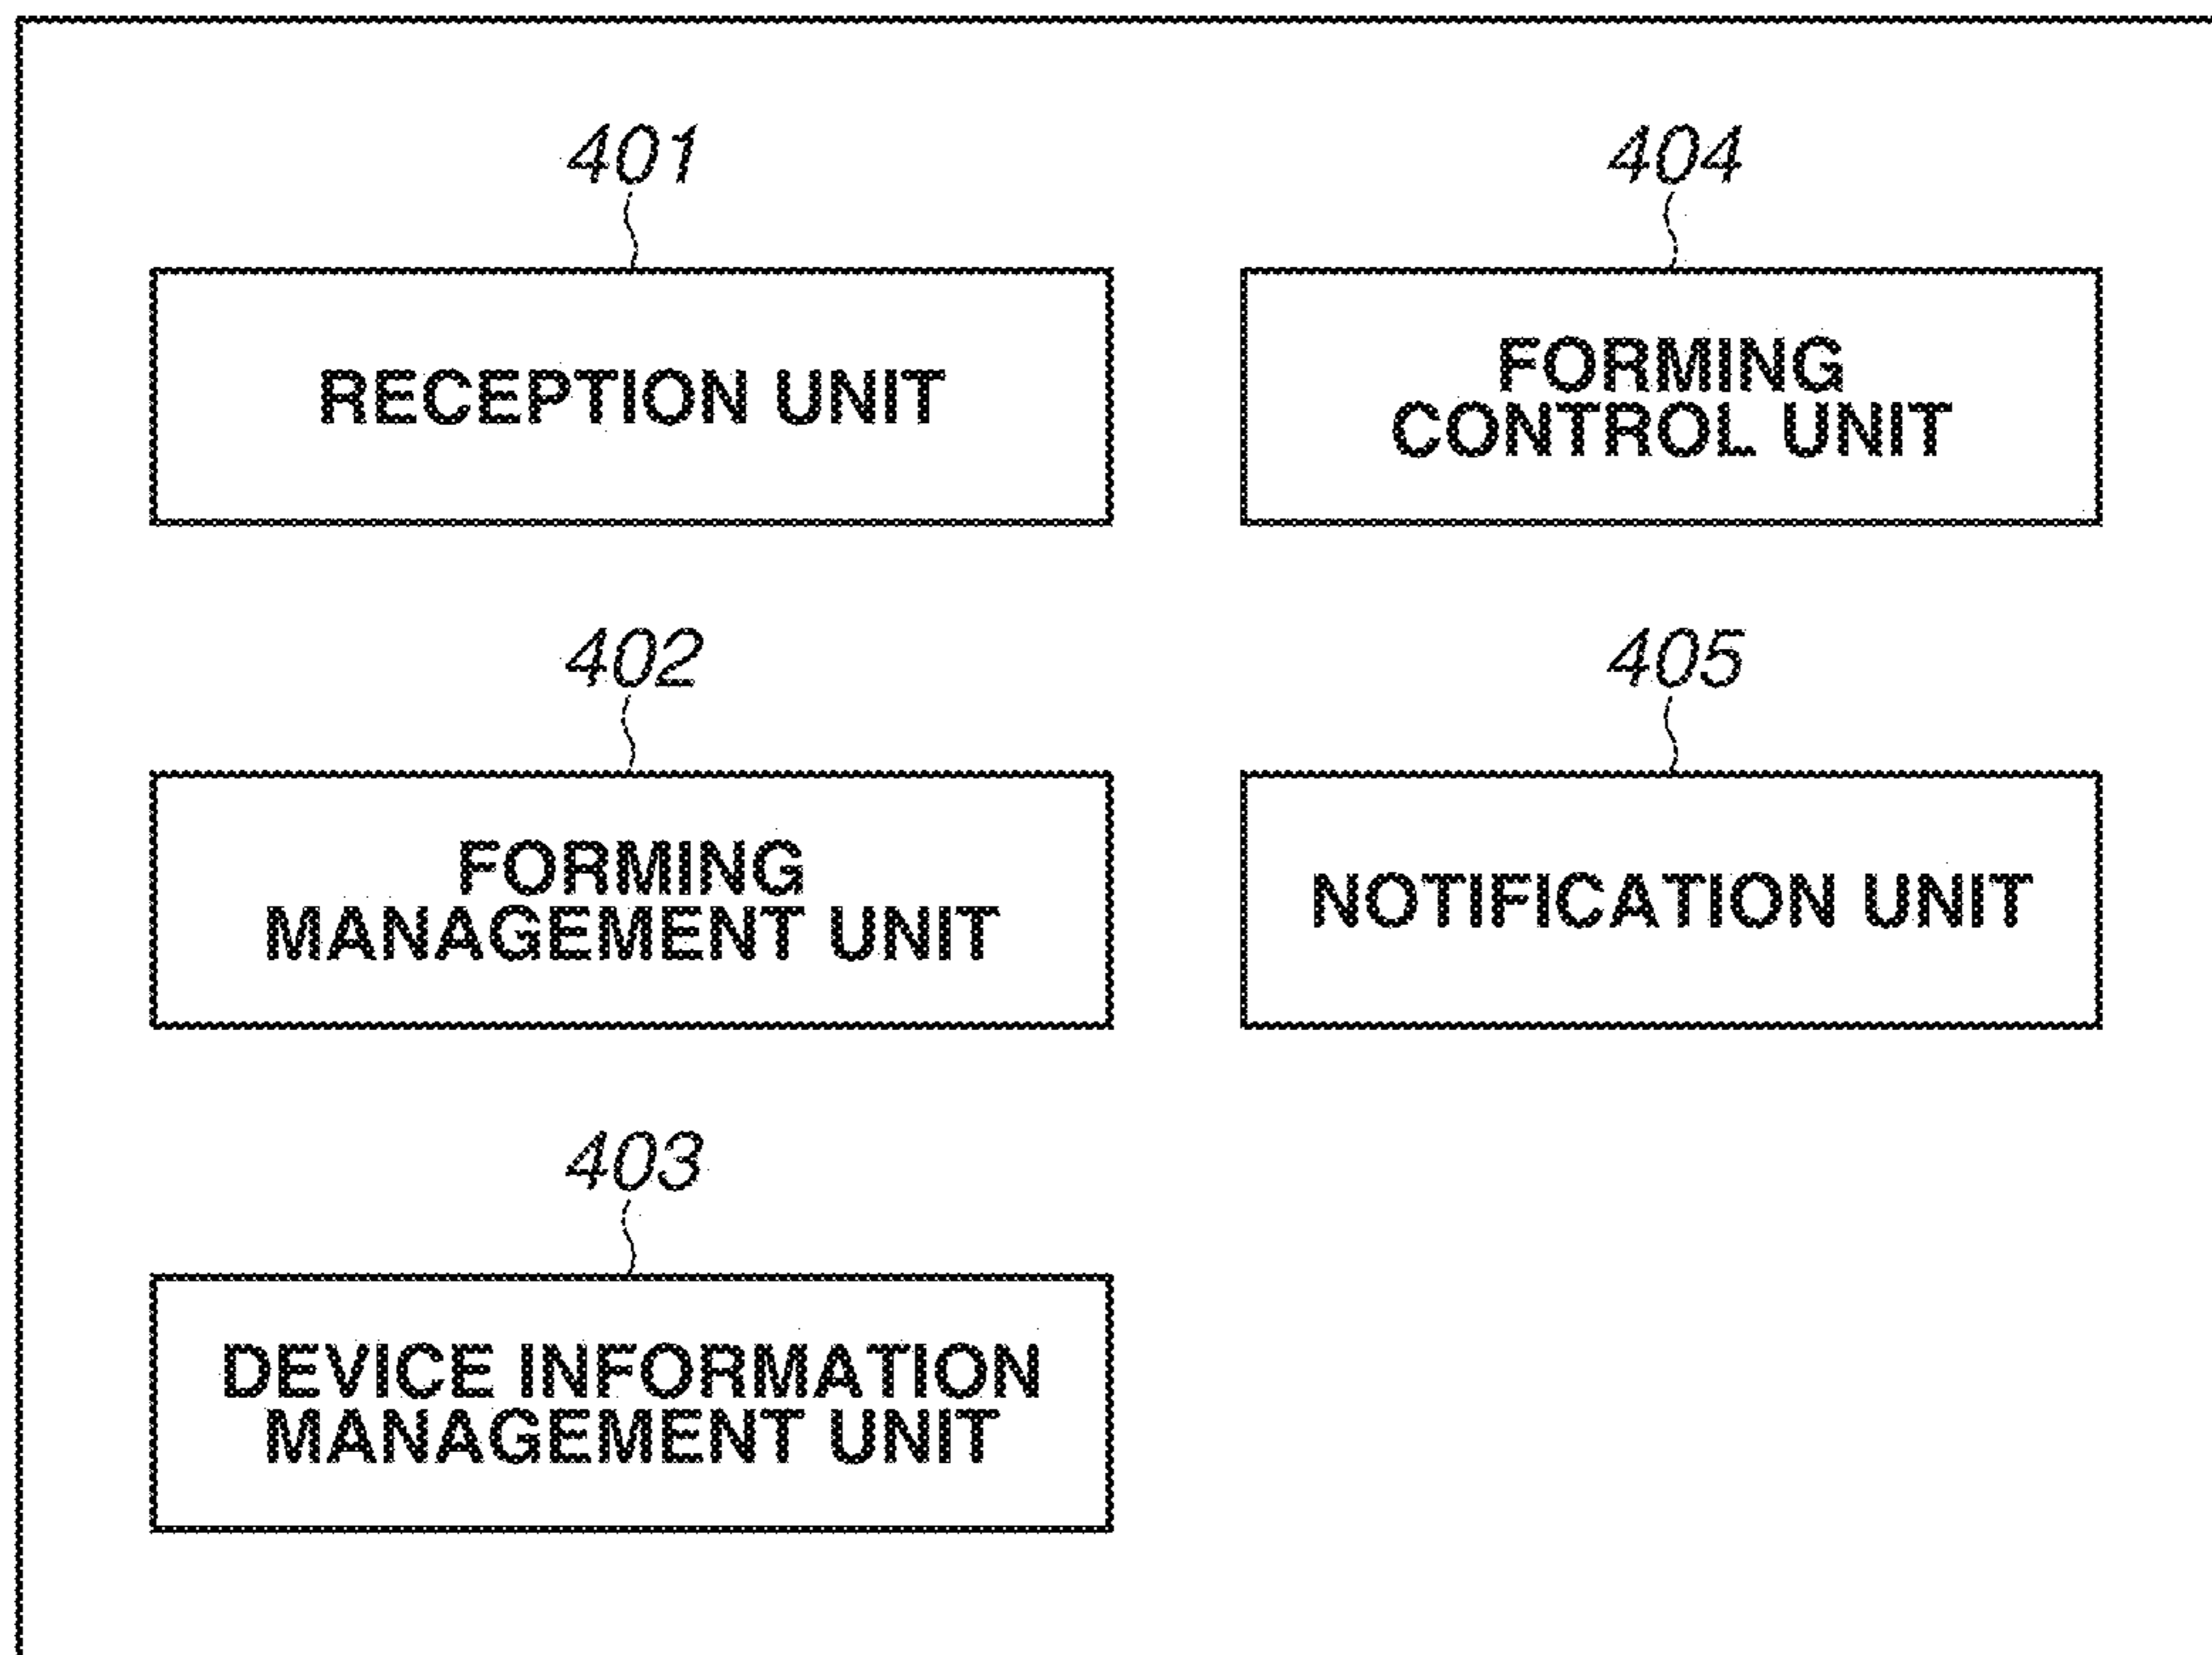 401
RECEPTION UNIT
402
FORMING
MANAGEMENT UNIT
403
DEVICE INFORMATION
MANAGEMENT UNIT
404
FORMING
CONTROL UNIT
405
NOTIFICATION UNIT